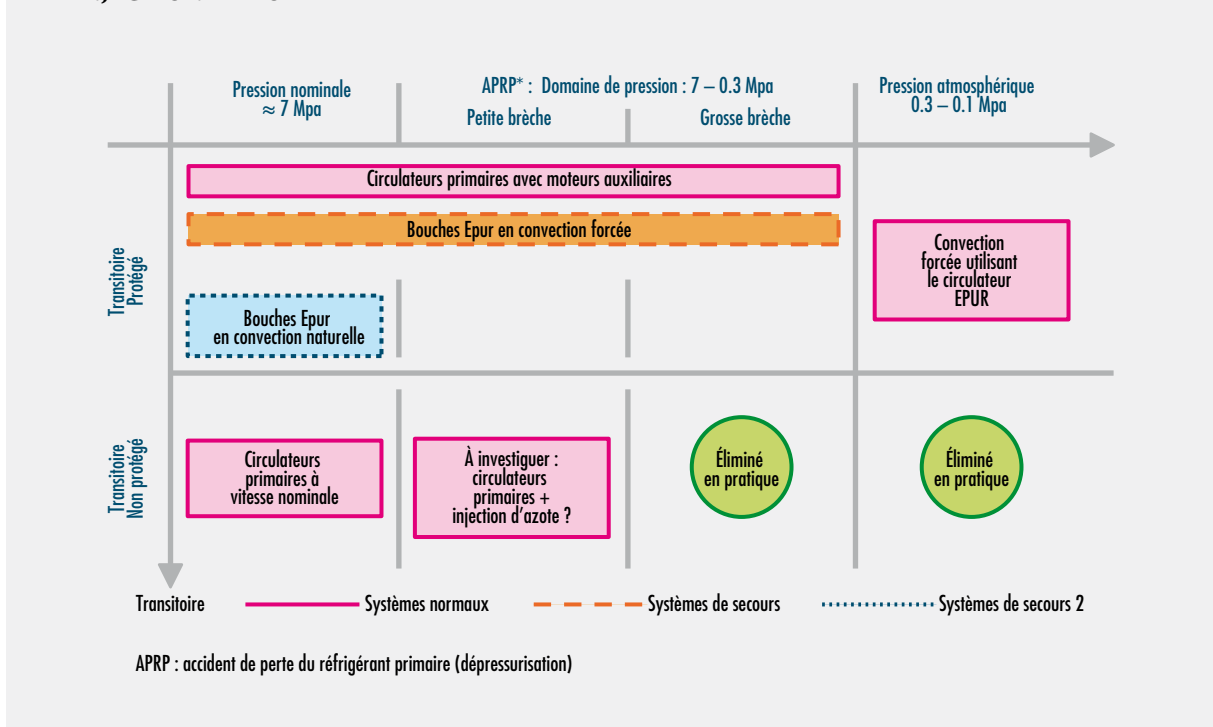 Pression nominale
≈ 7 Mpa
APRP* : Domaine de pression : 7 – 0.3 Mpa
Petite brèche
Grosse brèche
Pression atmosphérique
0.3 – 0.1 Mpa
Transitoire
Protégé
Circulateurs primaires avec moteurs auxiliaires
Bouches Epur en convection forcée
Bouches Epur
en convection naturelle
Convection
forcée utilisant
le circulateur
EPUR
Transitoire
Non protégé
Circulateurs
primaires à
vitesse nominale
À investiguer :
circulateurs
primaires +
injection d’azote ?
Éliminé
en pratique
Éliminé
en pratique
Transitoire
Systèmes normaux
Systèmes de secours
Systèmes de secours 2
APRP : accident de perte du réfrigérant primaire (dépressurisation)